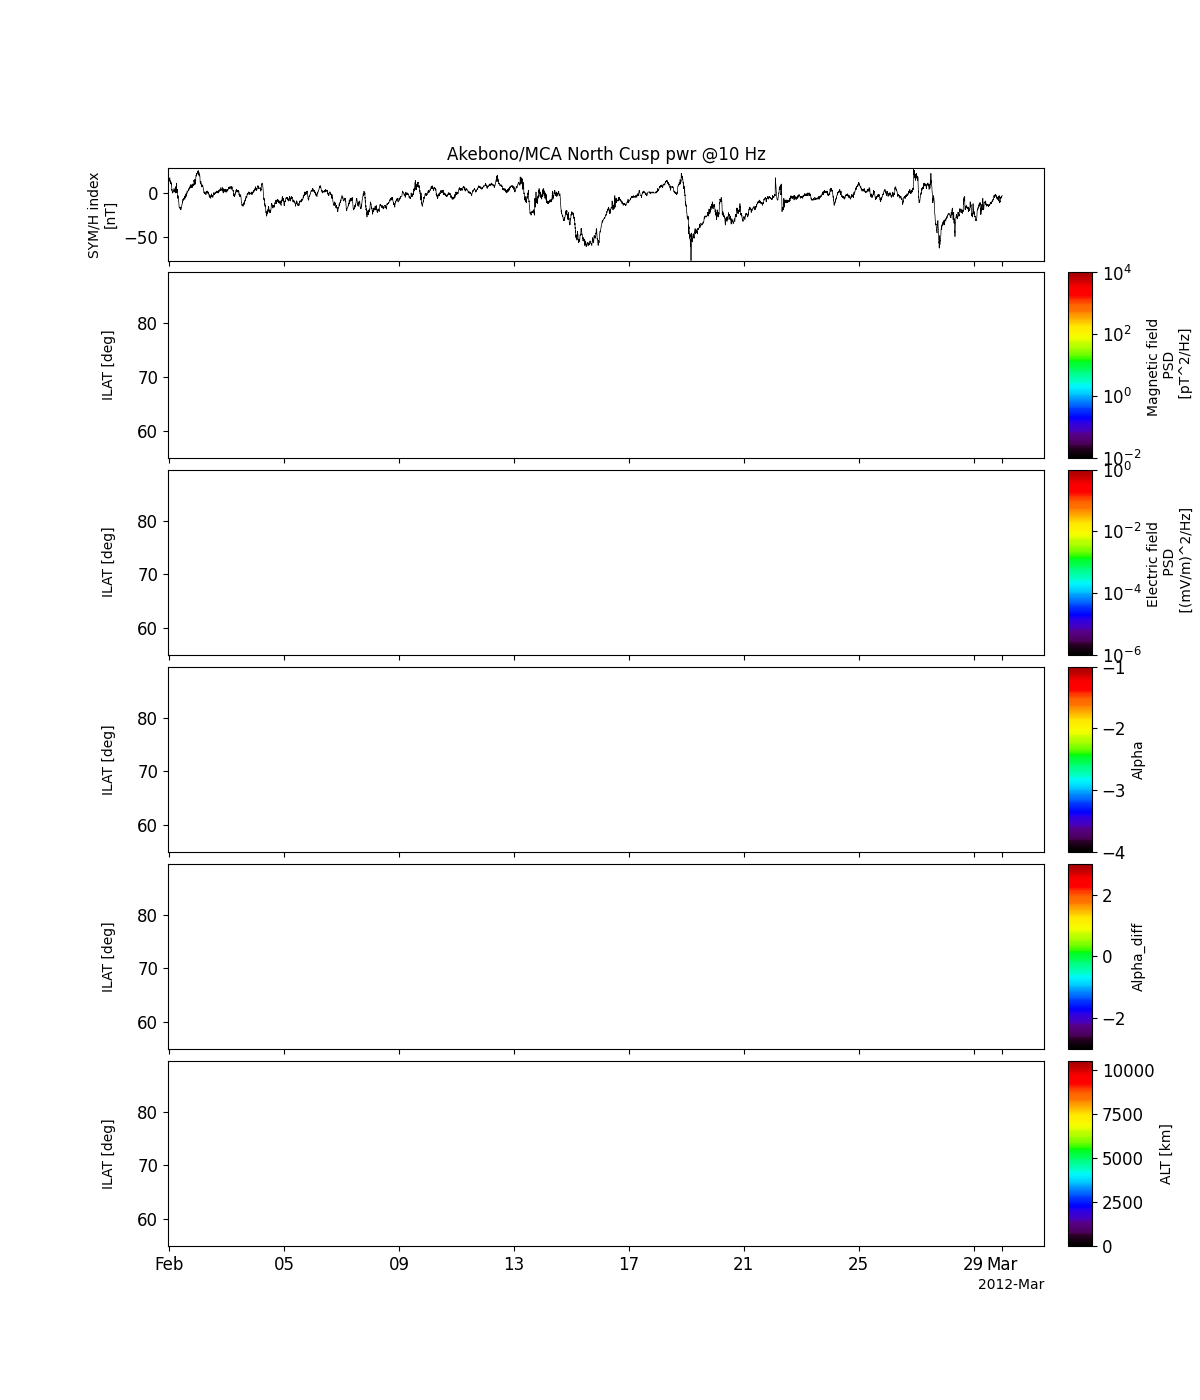 Akebono/MCA North Cusp pwr @10 Hz
SYM/H index
[nT]
0
−50
ILAT [deg]
80
70
60
10^4
10^2
10^0
10^−2
Magnetic field
PSD
[pT^2/Hz]
ILAT [deg]
80
70
60
10^0
10^−2
10^−4
10^−6
Electric field
PSD
[(mV/m)^2/Hz]
ILAT [deg]
80
70
60
−1
−2
−3
−4
Alpha
ILAT [deg]
80
70
60
2
0
−2
Alpha_diff
ILAT [deg]
80
70
60
10000
7500
5000
2500
0
ALT [km]
Feb 05 09 13 17 21 25 29 Mar
2012-Mar